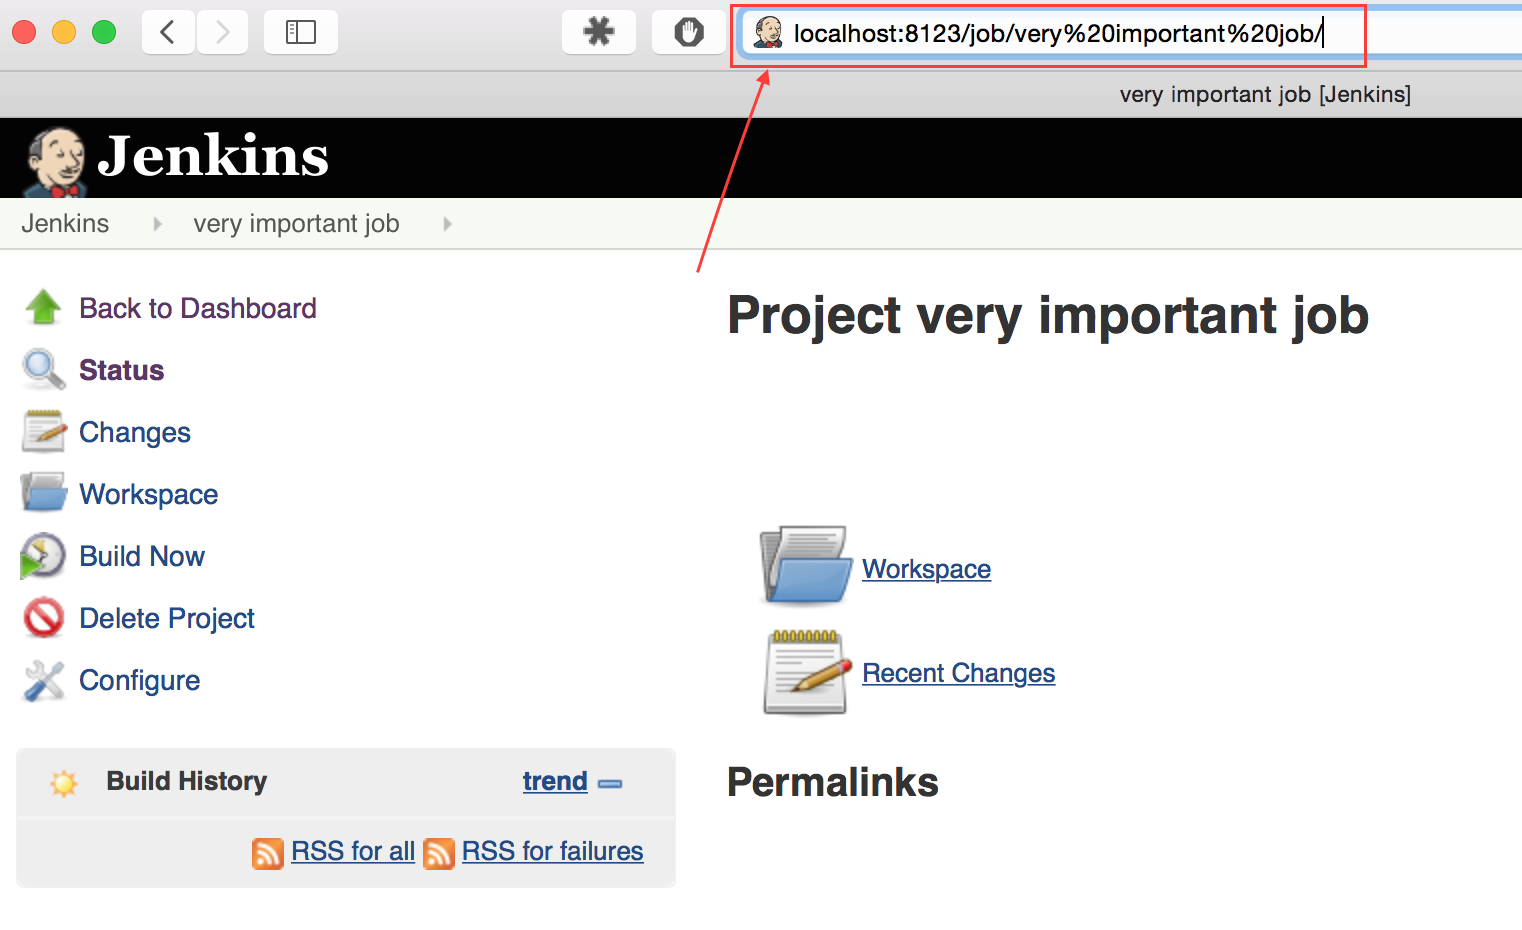 localhost:8123/job/very%20important%20job/
very important job [Jenkins]
Jenkins
Jenkins very important job
Back to Dashboard
Status
Changes
Workspace
Build Now
Delete Project
Configure
Build History trend
RSS for all RSS for failures
Project very important job
Workspace
Recent Changes
Permalinks